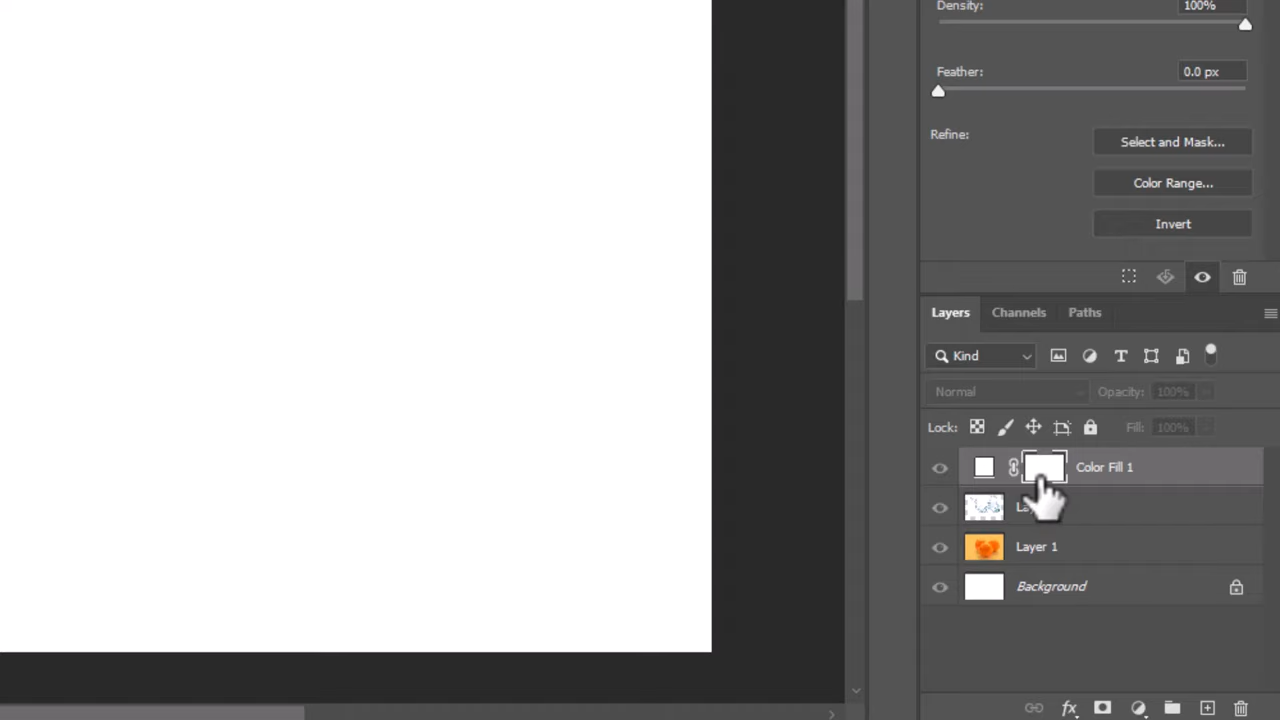 Density: 100%
Feather: 0.0 px
Refine: Select and Mask...
Color Range...
Invert
Layers Channels Paths
Kind
Normal Opacity: 100%
Lock: Fill: 100%
Color Fill 1
Layer 1
Background